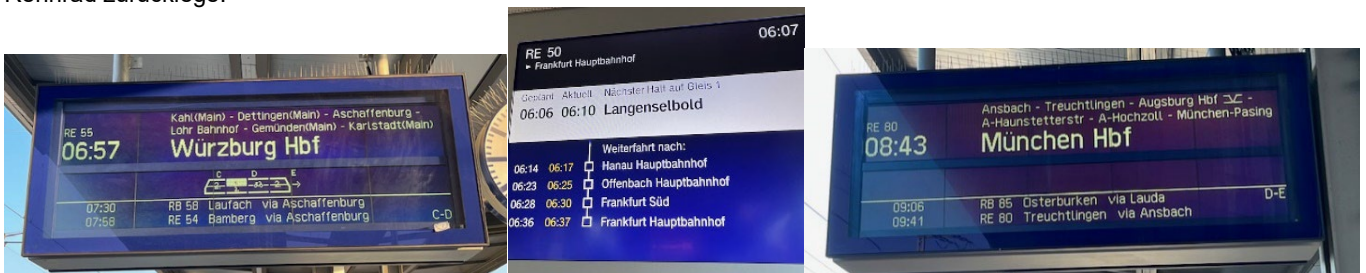 RE 55
06:57
Kahl(Main) - Dettingen(Main) - Aschaffenburg -
Lohr Bahnhof - Gemünden(Main) - Karlstadt(Main)
Würzburg Hbf
C D E
07:30 RB 58 Laufach via Aschaffenburg
07:58 RE 54 Bamberg via Aschaffenburg
C-D
RE 50
06:07
Frankfurt Hauptbahnhof
Geplant Aktuell Nächster Halt auf Gleis 1
06:06 06:10 Langenselbold
Weiterfahrt nach:
06:14 06:17 Hanau Hauptbahnhof
06:23 06:25 Offenbach Hauptbahnhof
06:28 06:30 Frankfurt Süd
06:36 06:37 Frankfurt Hauptbahnhof
RE 80
08:43
Ansbach - Treuchtlingen - Augsburg Hbf -
A-Haunstetterstr - A-Hochzoll - München-Pasing
München Hbf
09:06 RB 85 Osterburken via Lauda
09:41 RE 80 Treuchtlingen via Ansbach
D-E